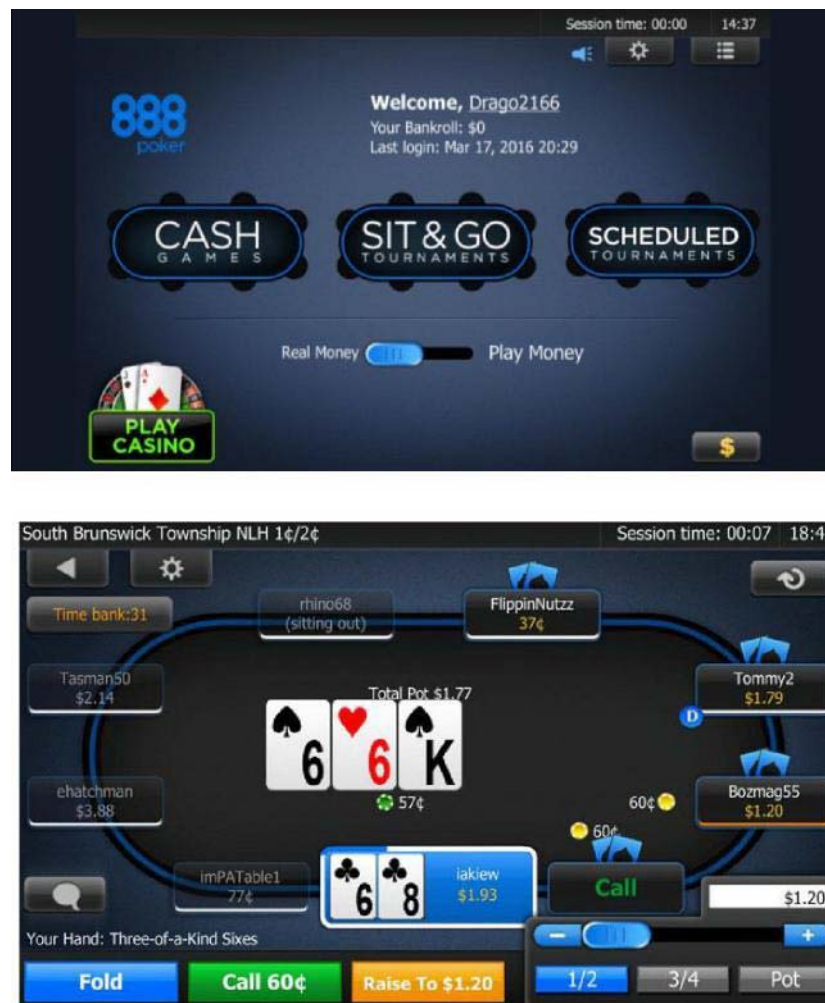 Session time: 00:00 14:37
888
poker
Welcome, Drago2166
Your Bankroll: $0
Last login: Mar 17, 2016 20:29
CASH
GAMES
SIT & GO
TOURNAMENTS
SCHEDULED
TOURNAMENTS
Real Money
Play Money
J A
PLAY
CASINO
$
South Brunswick Township NLH 1¢/2¢
Session time: 00:07 18:4
Time bank:31
rhino68
(sitting out)
FlippinNutzz
37¢
Tasman50
$2.14
Total Pot $1.77
Tommy2
$1.79
D
6 6 K
57¢
ehatchman
$3.88
60¢
Bozmag55
$1.20
60¢
imPATable1
77¢
6 8
iakiew
$1.93
Call
$1.20
Your Hand: Three-of-a-Kind Sixes
- +
Fold
Call 60¢
Raise To $1.20
1/2
3/4
Pot